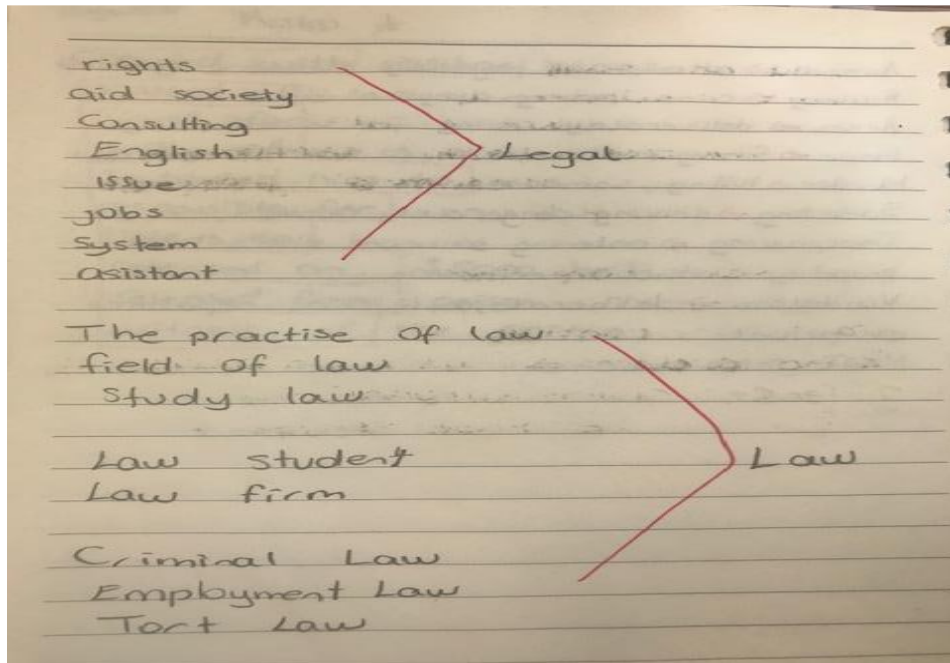 rights
aid society
Consulting
English
Legal
issue
jobs
System
asistant
The practise of law
field of law
Study law
Law student
Law
Law firm
Criminal Law
Employment Law
Tort Law